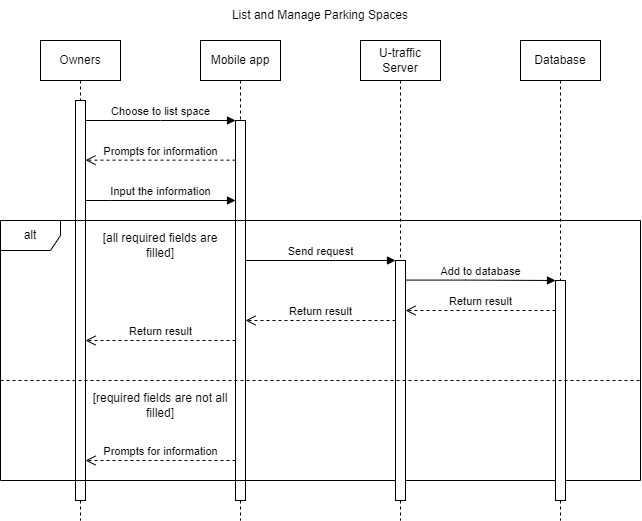 List and Manage Parking Spaces
Owners
Mobile app
U-traffic
Server
Database
Choose to list space
Prompts for information
Input the information
alt
[all required fields are
filled]
Send request
Add to database
Return result
Return result
Return result
[required fields are not all
filled]
Prompts for information